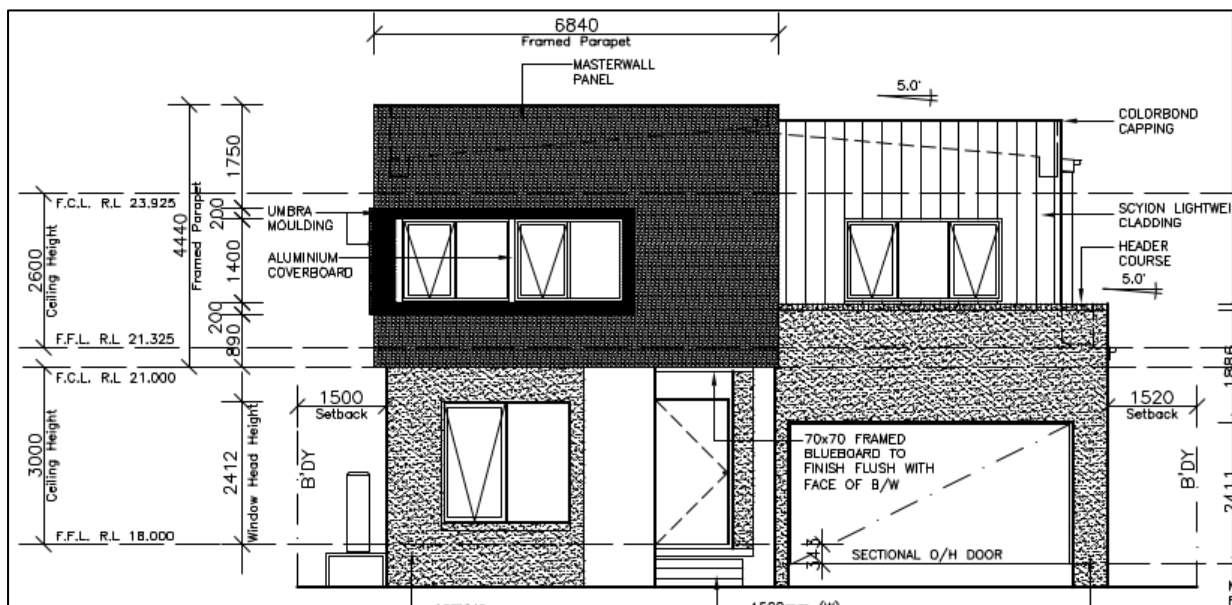 6840
Framed Parapet
MASTERWALL
PANEL
5.0'
COLORBOND
CAPPING
1750
F.C.L. R.L 23.925
4440
Framed Parapet
200
UMBRA
MOULDING
SCYION LIGHTWEI
CLADDING
2600
Ceiling Height
1400
ALUMINIUM
COVERBOARD
HEADER
COURSE
5.0'
200
F.F.L. R.L 21.325
890
F.C.L. R.L 21.000
1500
Setback
1520
Setback
3000
Ceiling Height
2412
Window Head Height
B'DY
70x70 FRAMED
BLUEBOARD TO
FINISH FLUSH WITH
FACE OF B/W
B'DY
2411
F.F.L. R.L 18.000
343
SECTIONAL O/H DOOR